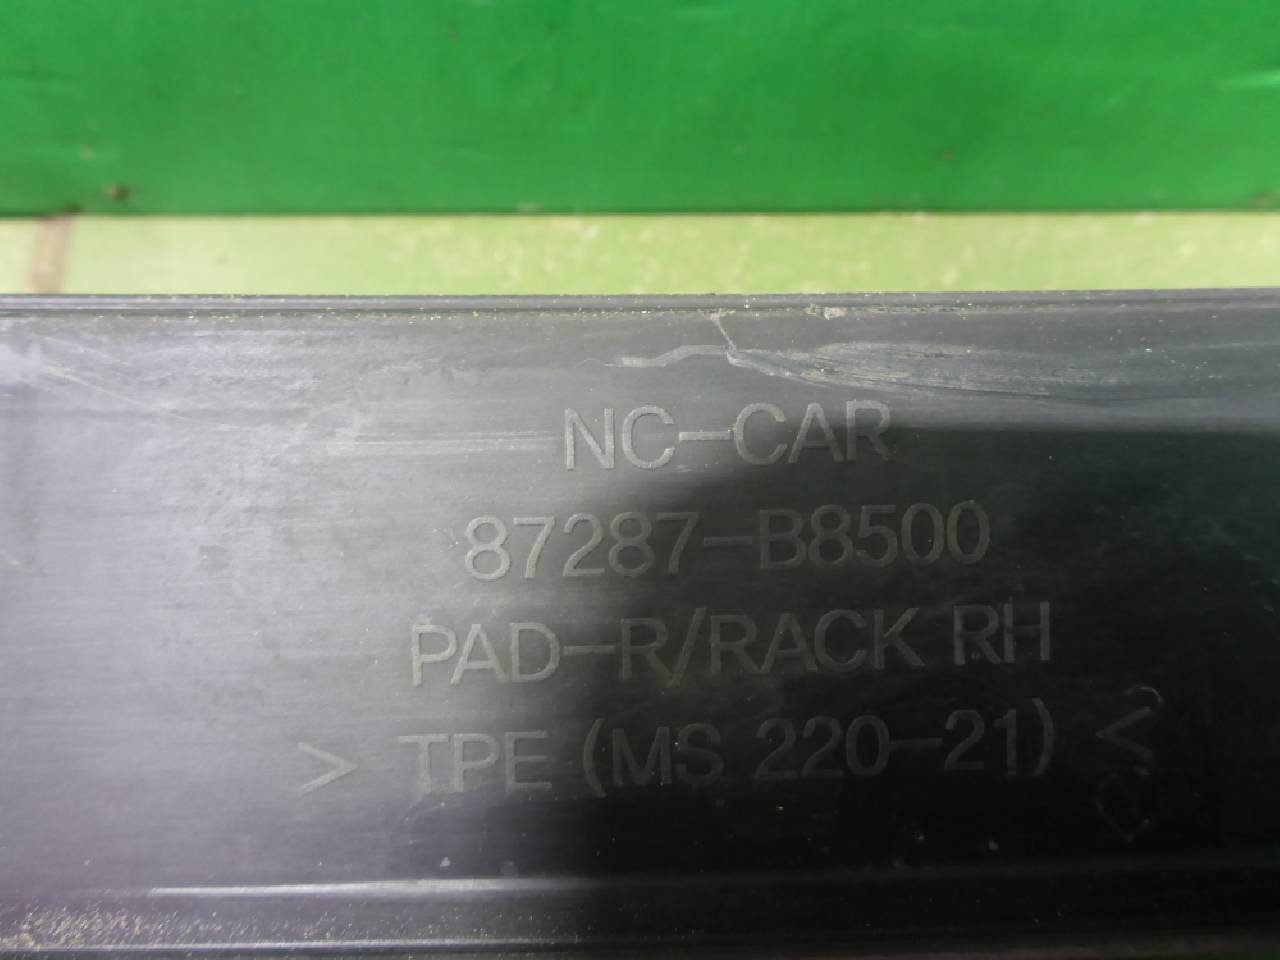 NC-CAR
87287-B8500
PAD-R/RACK RH
> TPE (MS 220-21) <